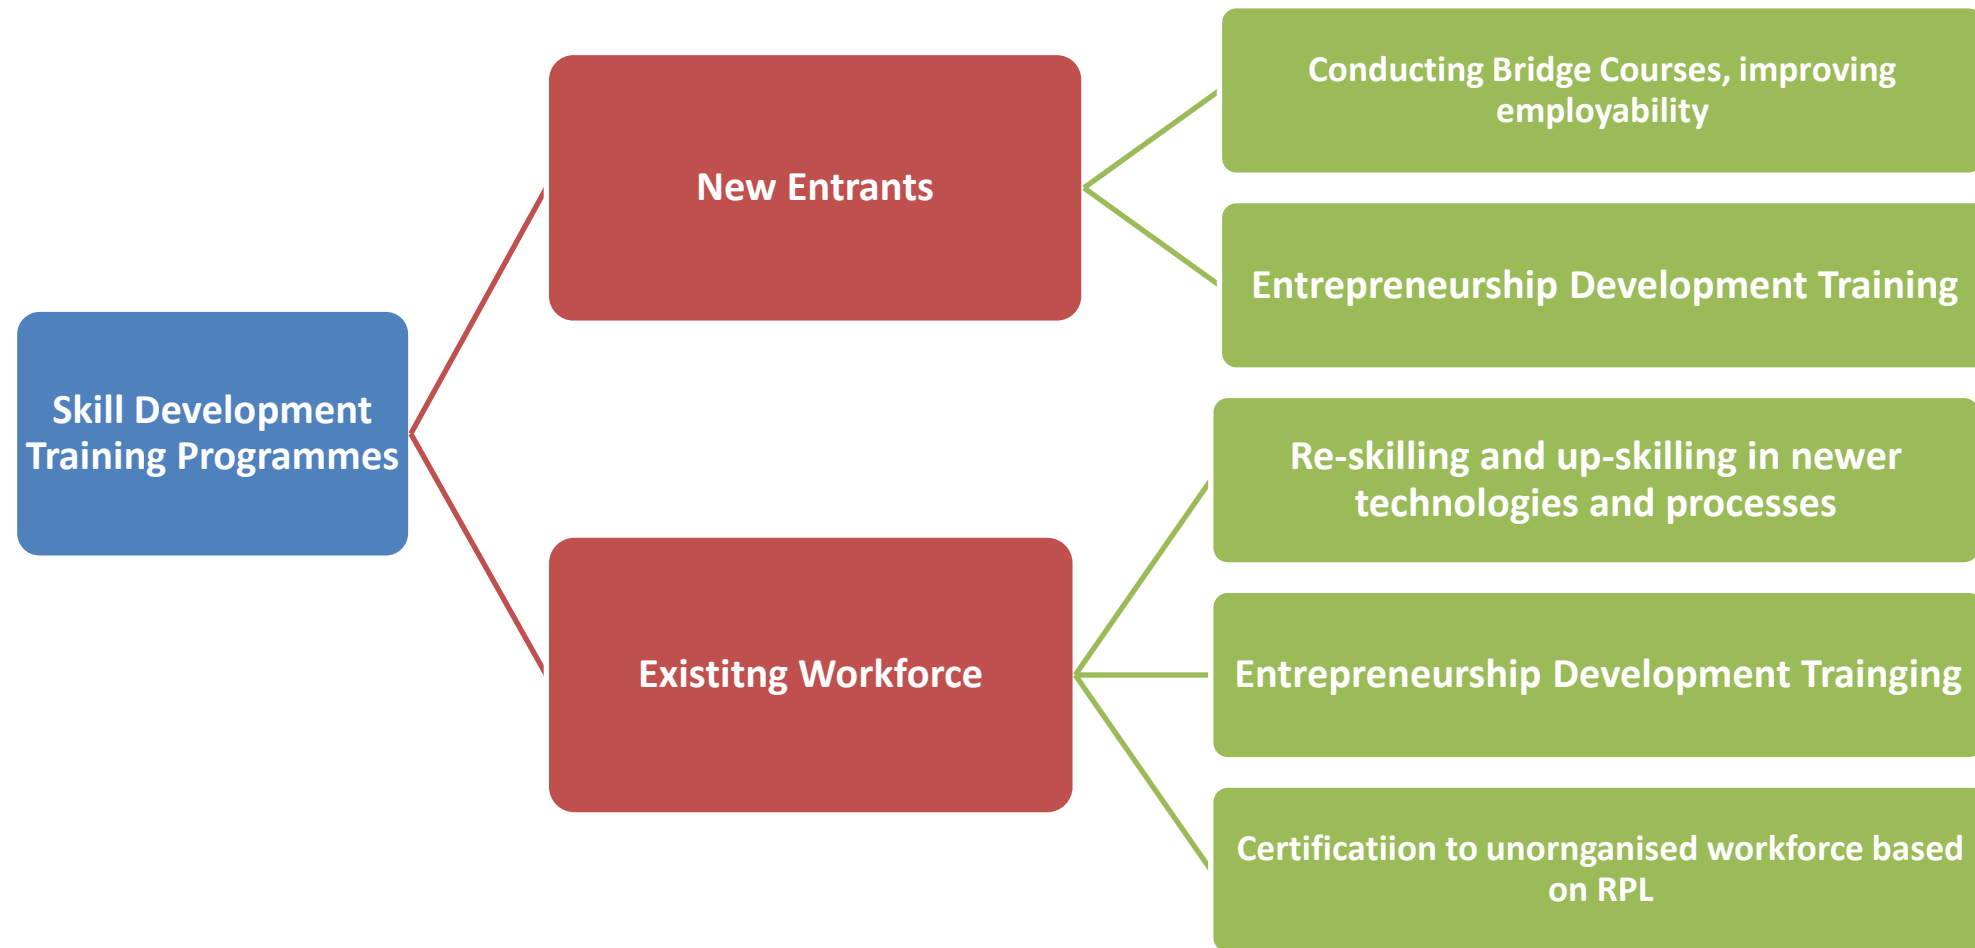 Skill Development
Training Programmes
New Entrants
Conducting Bridge Courses, improving
employability
Entrepreneurship Development Training
Existitng Workforce
Re-skilling and up-skilling in newer
technologies and processes
Entrepreneurship Development Trainging
Certificatiion to unornganised workforce based
on RPL